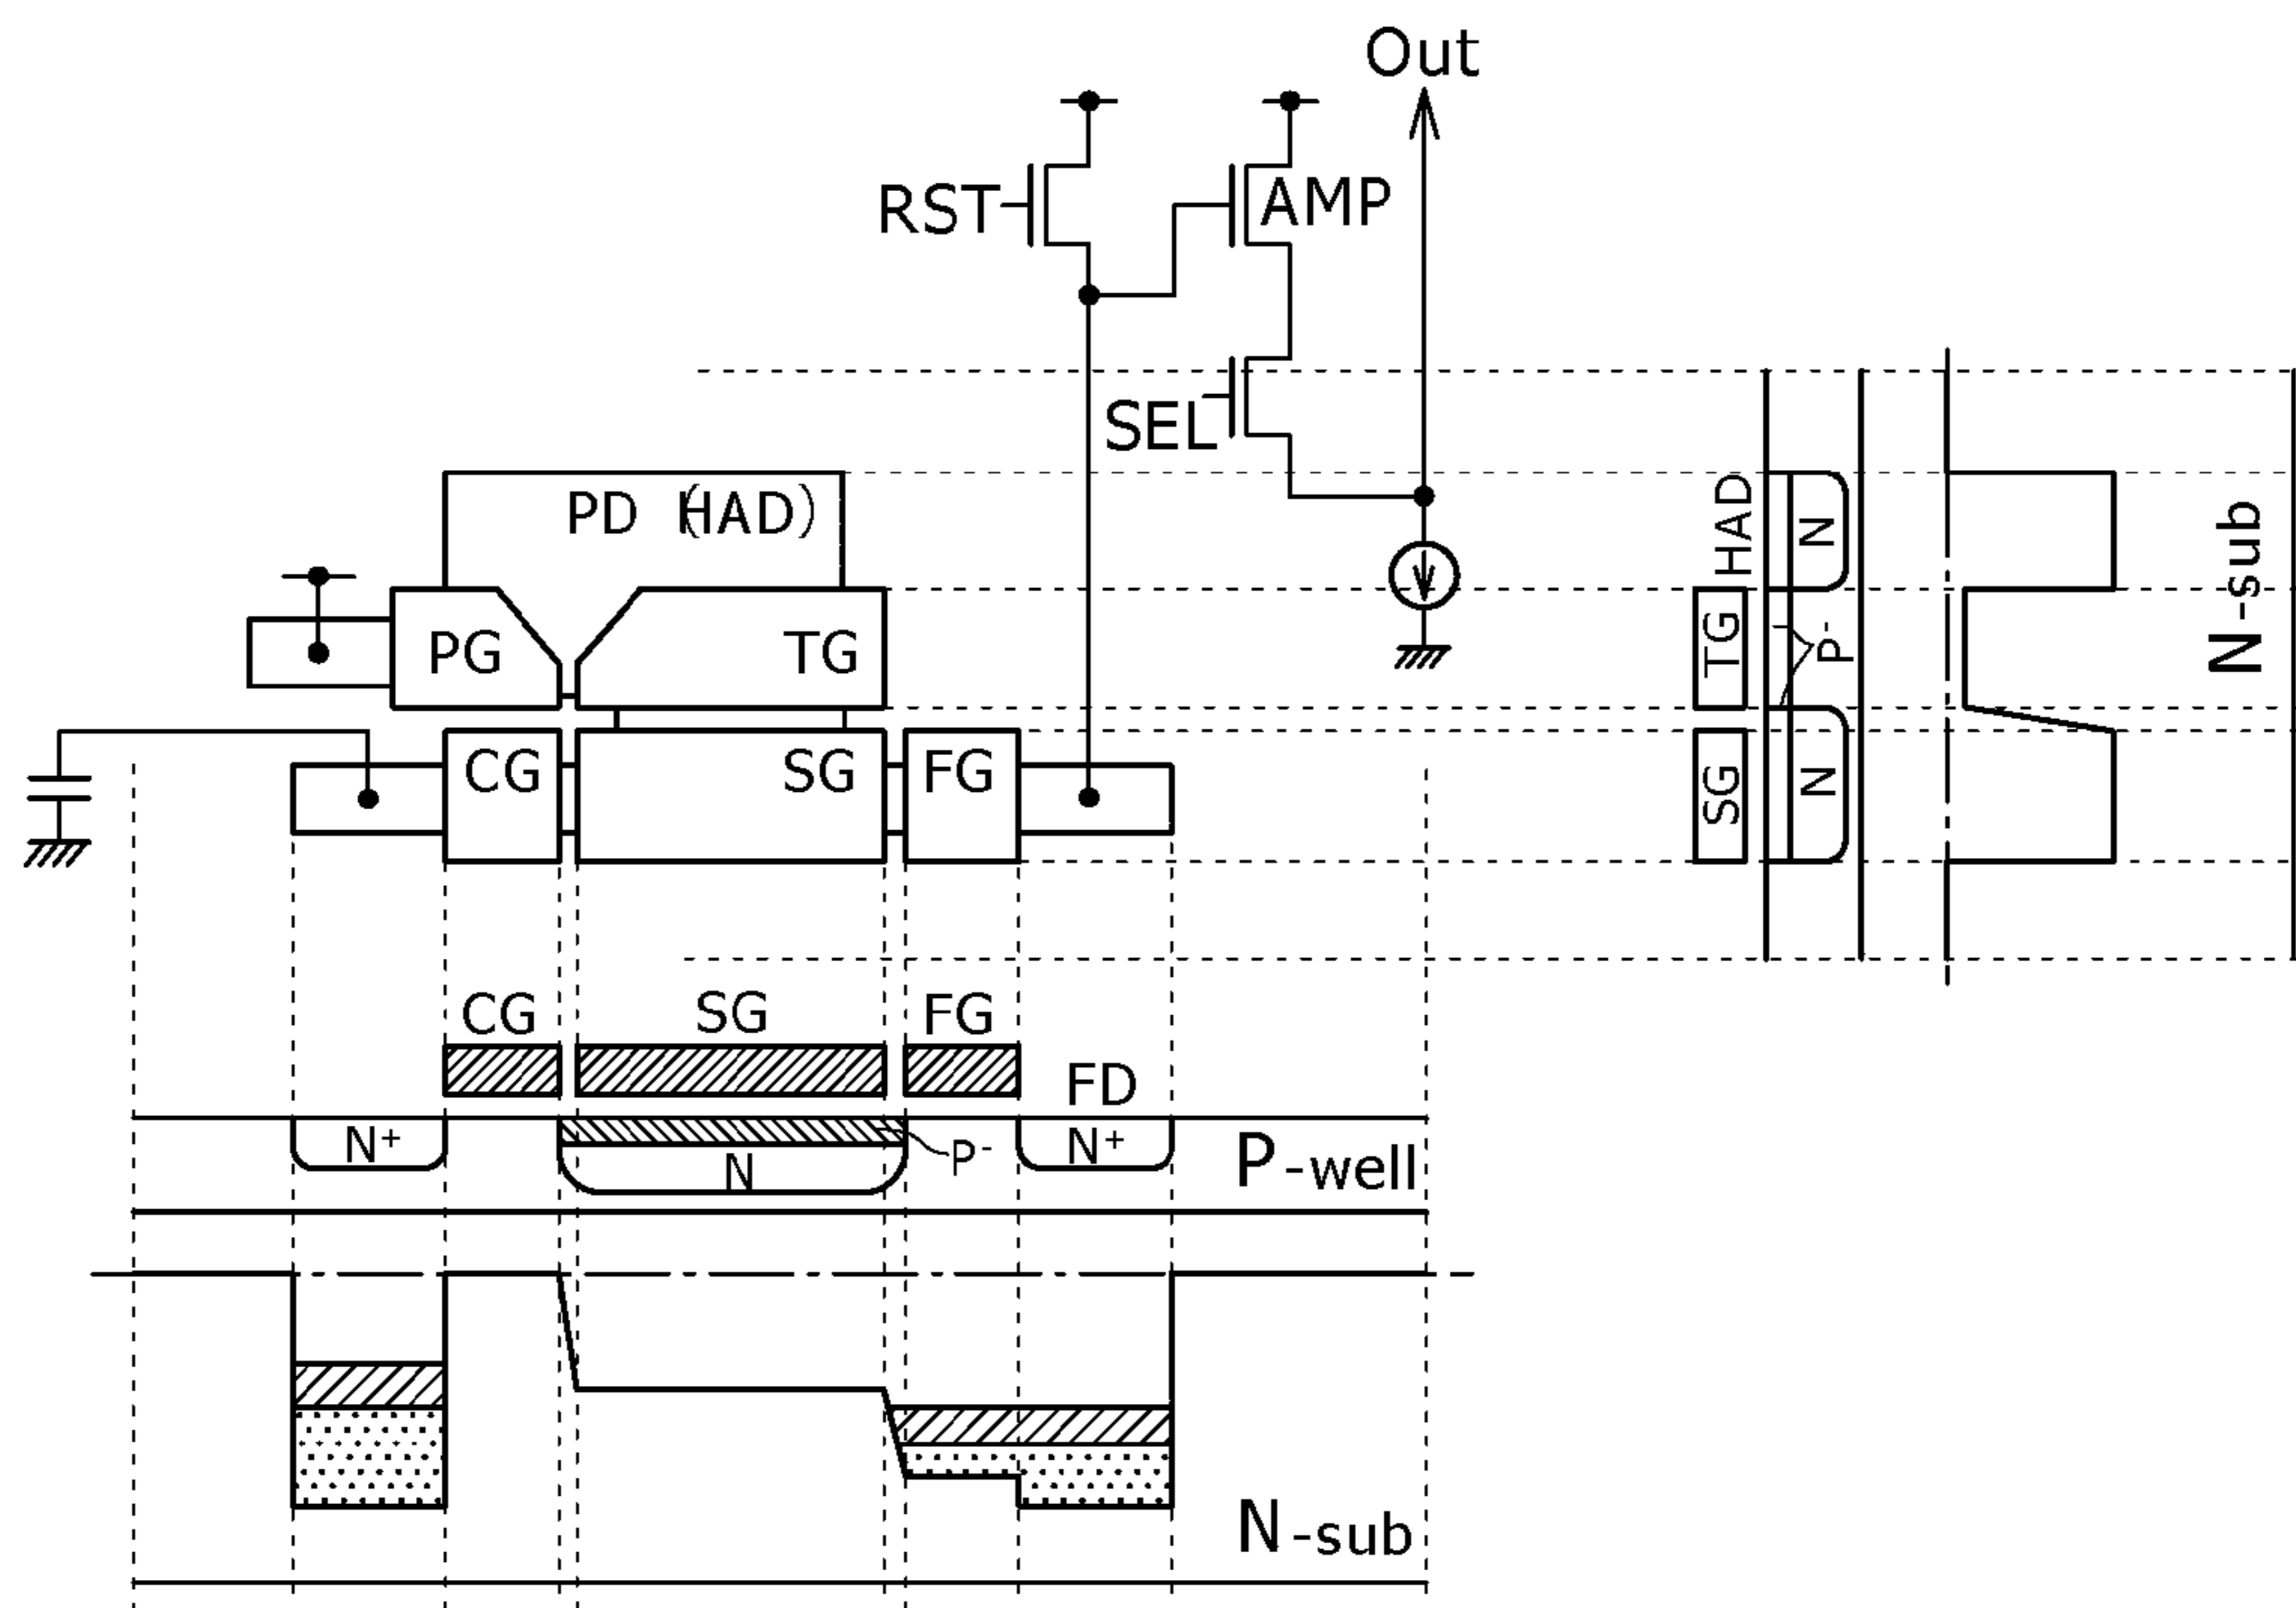 Out
RST
AMP
SEL
PD (HAD)
PG
TG
CG
SG
FG
HAD
N
TG
P-
SG
N
N-sub
CG
SG
FG
FD
N+
N
P-
N+
P-well
N-sub